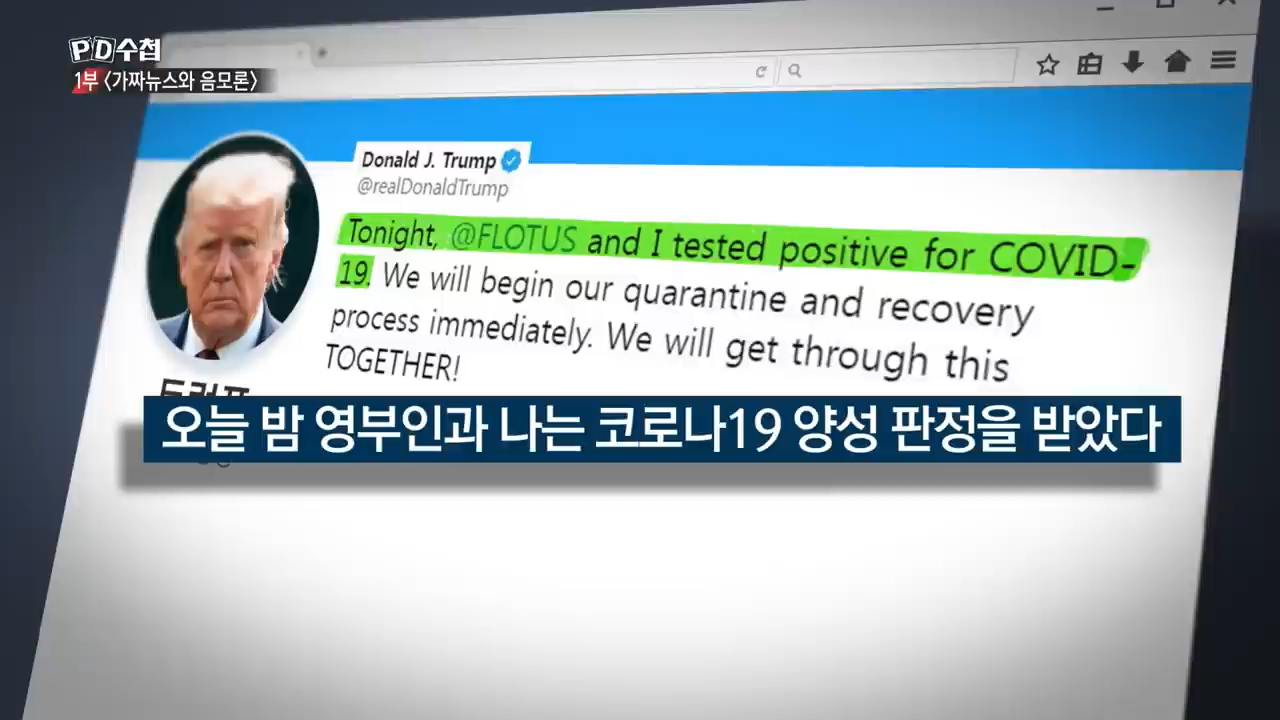 PD수첩
1부 <가짜뉴스와 음모론>
Donald J. Trump
@realDonaldTrump
Tonight, @FLOTUS and I tested positive for COVID-
19. We will begin our quarantine and recovery
process immediately. We will get through this
TOGETHER!
오늘 밤 영부인과 나는 코로나19 양성 판정을 받았다